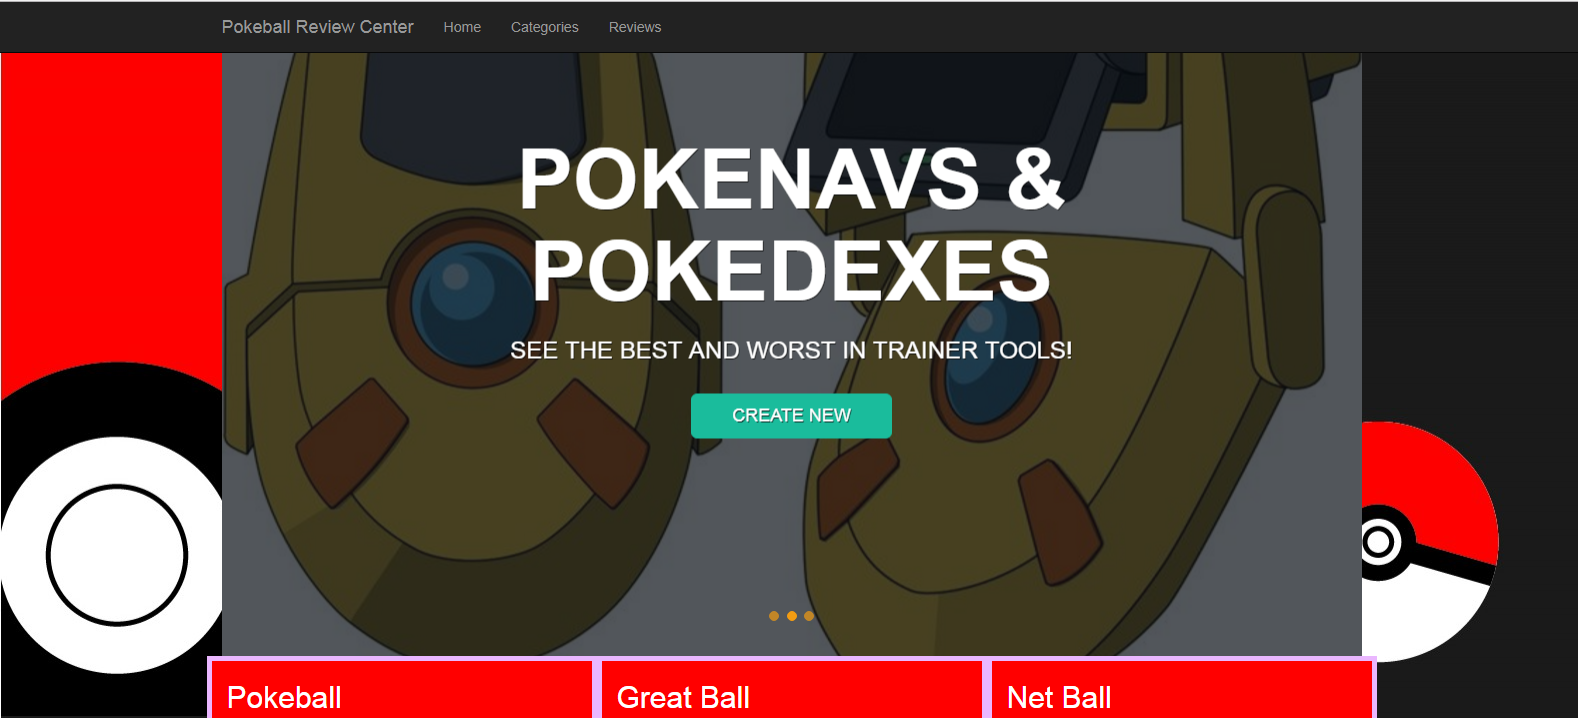 Pokeball Review Center Home Categories Reviews
POKENAVS &
POKEDEXES
SEE THE BEST AND WORST IN TRAINER TOOLS!
CREATE NEW
Pokeball Great Ball Net Ball